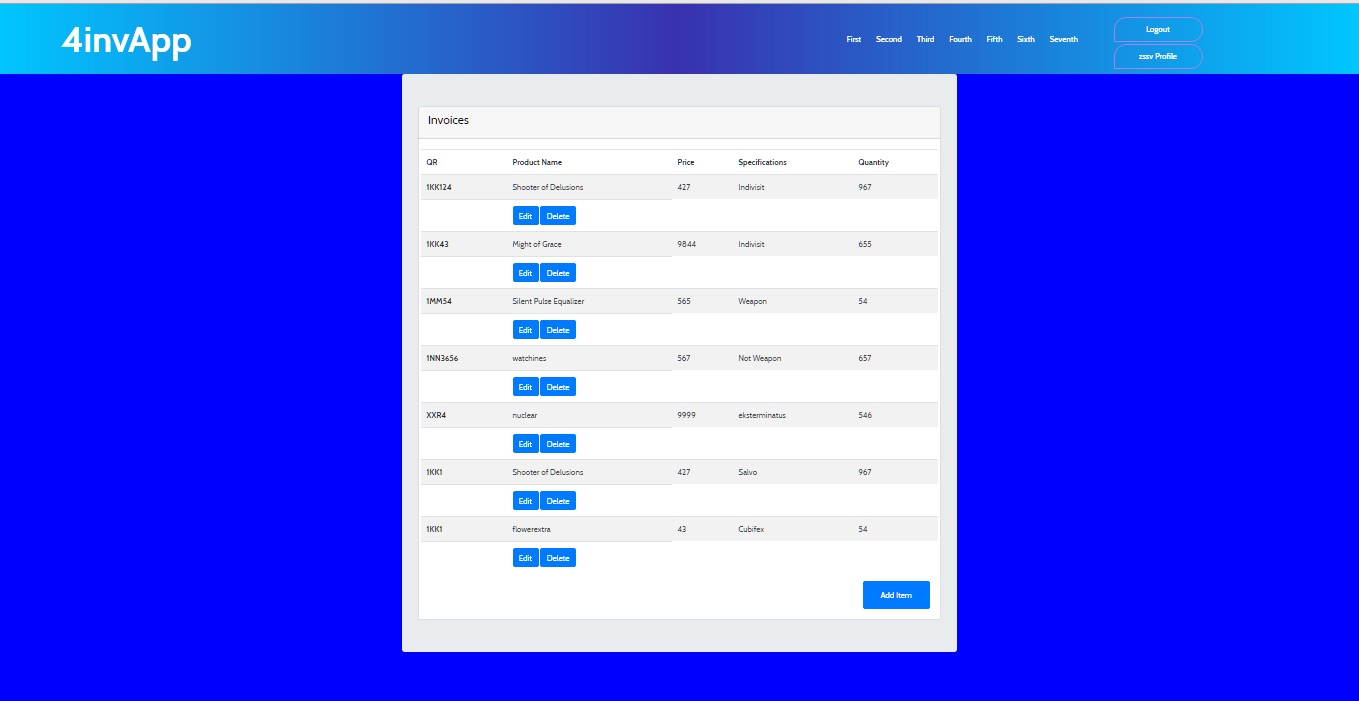 4invApp
First Second Third Fourth Fifth Sixth Seventh
Logout
zssv Profile
Invoices
QR Product Name Price Specifications Quantity
1KK124 Shooter of Delusions 427 Indivisit 967
Edit Delete
1KK43 Might of Grace 9844 Indivisit 655
Edit Delete
1MM54 Silent Pulse Equalizer 565 Weapon 54
Edit Delete
1NN3656 watchines 567 Not Weapon 657
Edit Delete
XXR4 nuclear 9999 eksterminatus 546
Edit Delete
1KK1 Shooter of Delusions 427 Salvo 967
Edit Delete
1KK1 flowerextra 43 Cubifex 54
Edit Delete
Add Item